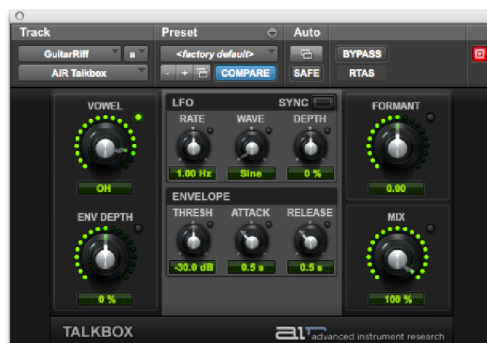 Track Preset Auto
GuitarRiff a <factory default>
BYPASS
AIR Talkbox - + COMPARE SAFE RTAS
VOWEL
OH
ENV DEPTH
0 %
LFO SYNC
RATE WAVE DEPTH
1.00 Hz Sine 0 %
ENVELOPE
THRESH ATTACK RELEASE
-30.0 dB 0.5 s 0.5 s
FORMANT
0.00
MIX
100 %
TALKBOX
air advanced instrument research